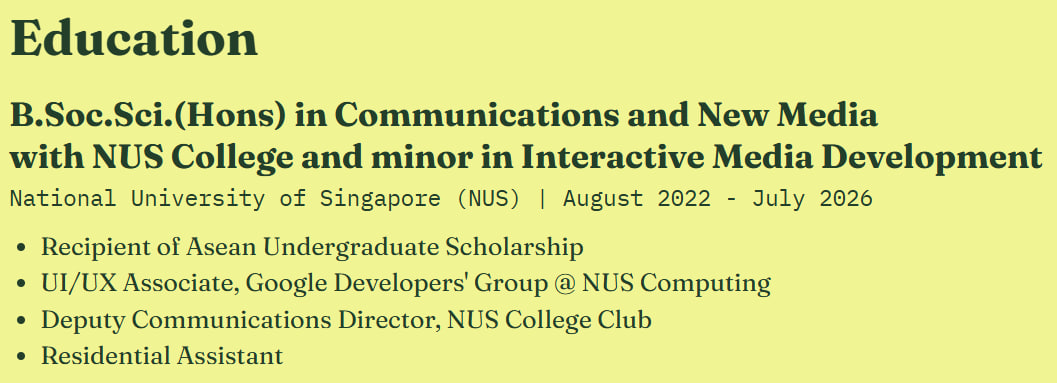 Education
B.Soc.Sci.(Hons) in Communications and New Media
with NUS College and minor in Interactive Media Development
National University of Singapore (NUS) | August 2022 - July 2026
• Recipient of Asean Undergraduate Scholarship
• UI/UX Associate, Google Developers' Group @ NUS Computing
• Deputy Communications Director, NUS College Club
• Residential Assistant